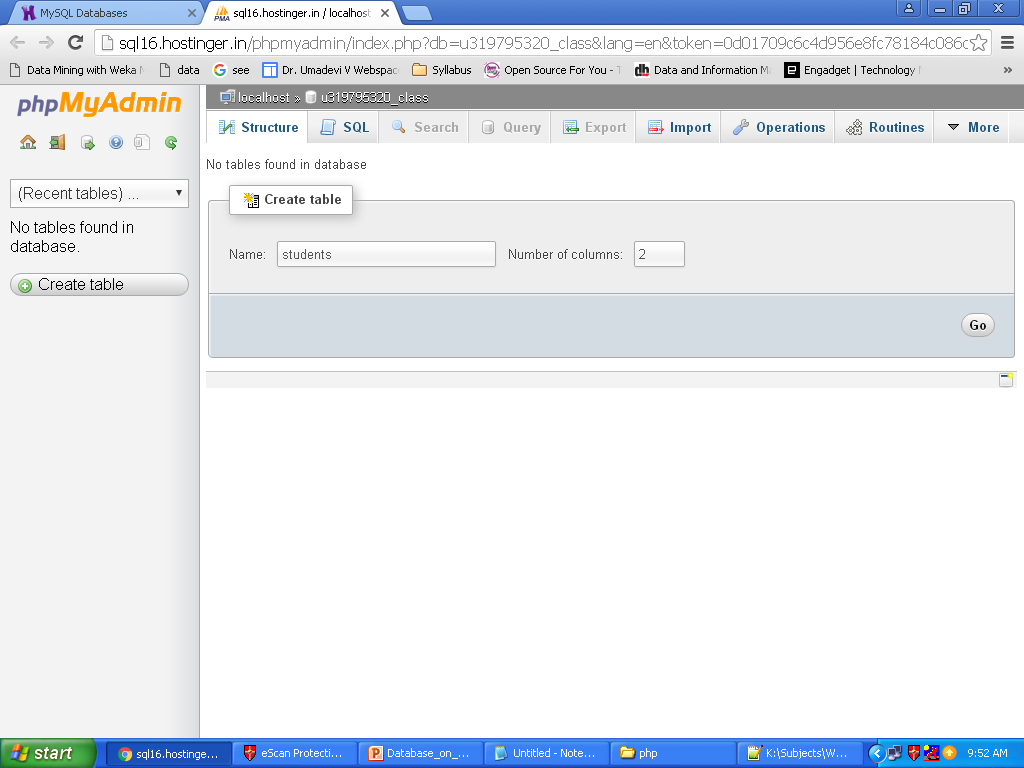 MySQL Databases
sql16.hostinger.in / localhost
sql16.hostinger.in/phpmyadmin/index.php?db=u319795320_class&lang=en&token=0d01709c6c4d956e8fc78184c086c
Data Mining with Weka
data
G see
Dr. Umadevi V Webspac
Syllabus
Open Source For You -
Data and Information M
Engadget | Technology
»
phpMyAdmin
(Recent tables) ...
No tables found in
database.
Create table
localhost » u319795320_class
Structure
SQL
Search
Query
Export
Import
Operations
Routines
More
No tables found in database
Create table
Name: students
Number of columns: 2
Go
start
sql16.hostinge...
eScan Protecti...
Database_on_...
Untitled - Note...
php
K:\Subjects\W...
9:52 AM